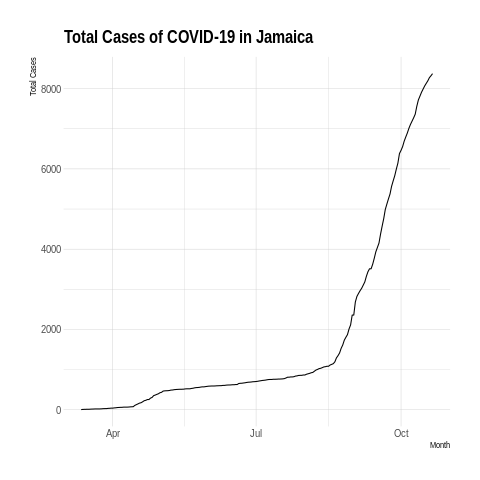 Total Cases of COVID-19 in Jamaica
Total Cases
8000
6000
4000
2000
0
Apr
Jul
Oct
Month